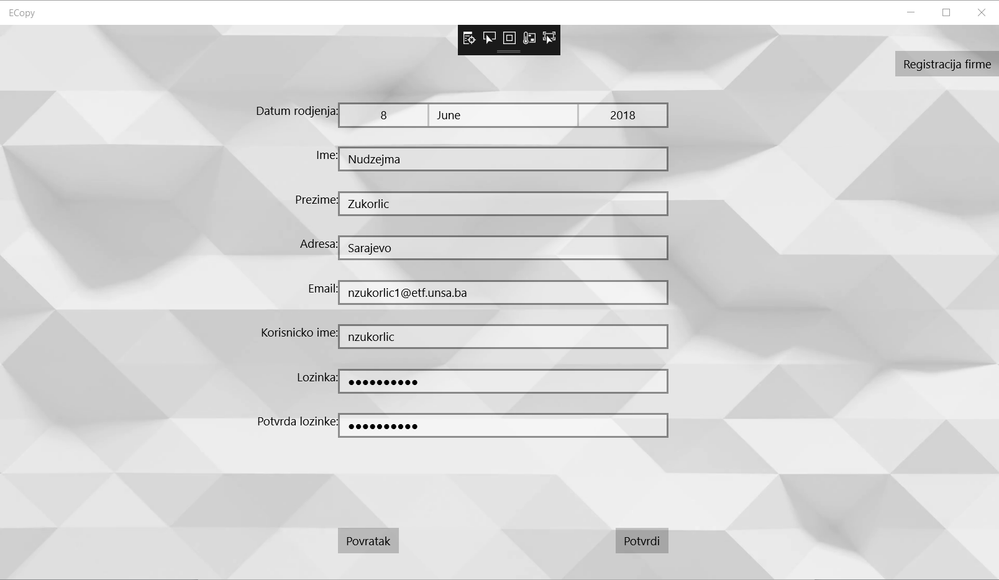 ECopy
Registracija firme
Datum rodjenja: 8 June 2018
Ime: Nudzejma
Prezime: Zukorlic
Adresa: Sarajevo
Email: nzukorlic1@etf.unsa.ba
Korisnicko ime: nzukorlic
Lozinka: ●●●●●●●●●●
Potvrda lozinke: ●●●●●●●●●●
Povratak Potvrdi